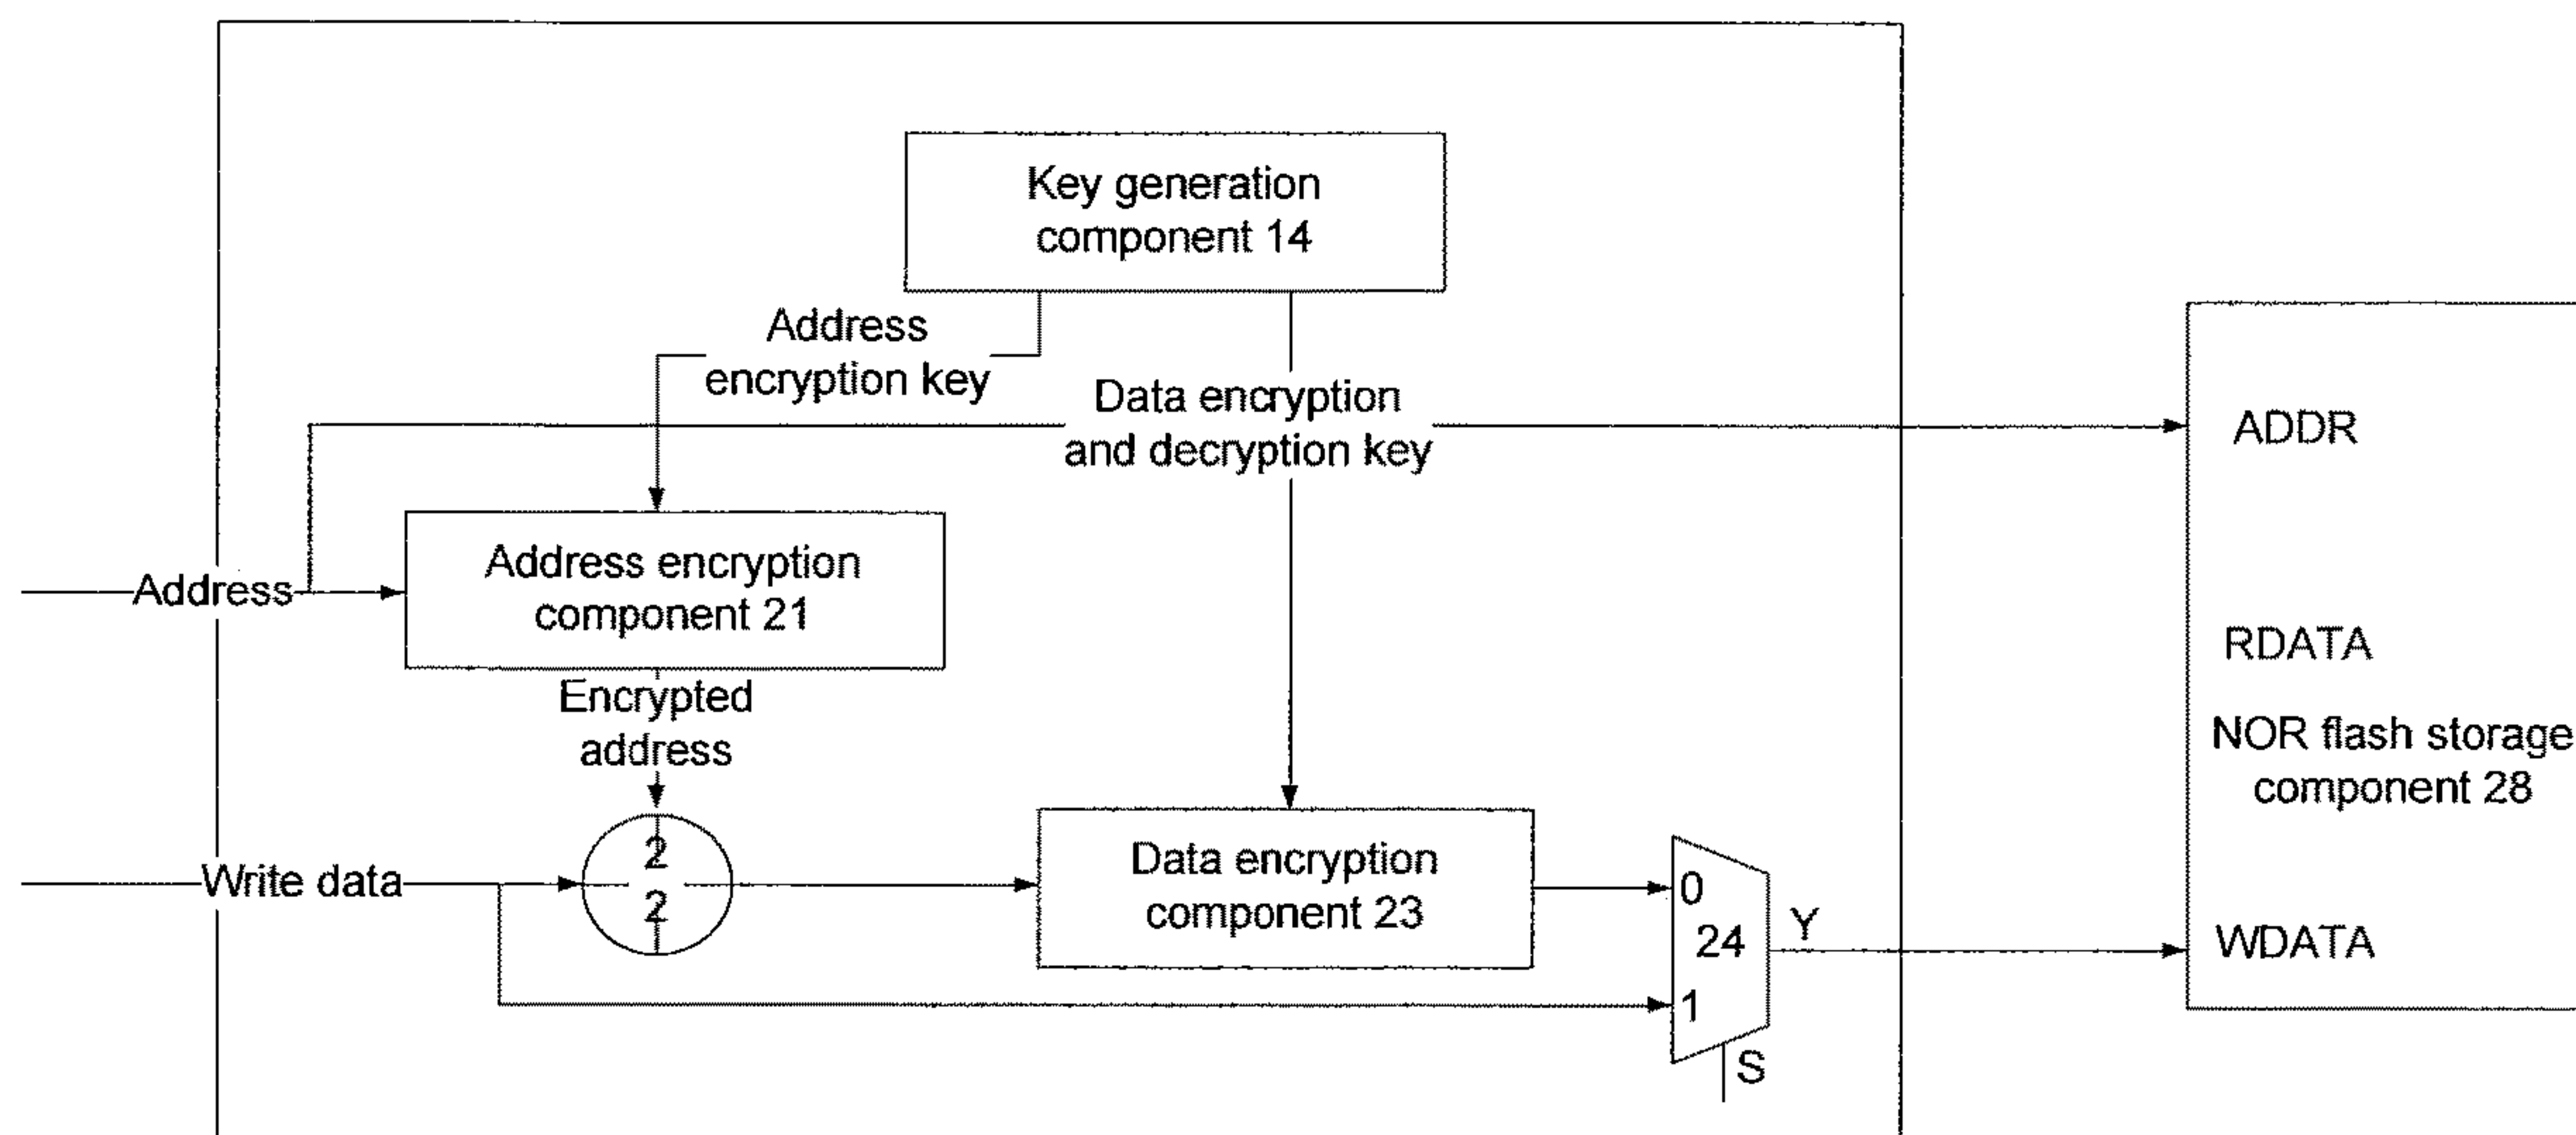 Key generation
component 14
Address
encryption key
Data encryption
and decryption key
ADDR
Address encryption
component 21
Address
RDATA
Encrypted
address
NOR flash storage
component 28
Write data
2
2
Data encryption
component 23
0
24
1
Y
WDATA
S